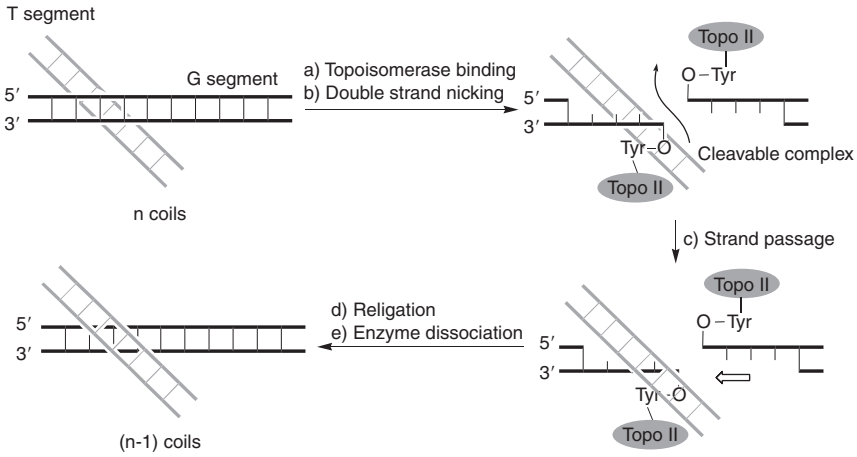 T segment
G segment
5′
3′
n coils
a) Topoisomerase binding
b) Double strand nicking
Topo II
O–Tyr
5′
3′
Tyr–O
Topo II
Cleavable complex
c) Strand passage
Topo II
O–Tyr
5′
3′
Tyr–O
Topo II
d) Religation
e) Enzyme dissociation
5′
3′
(n-1) coils